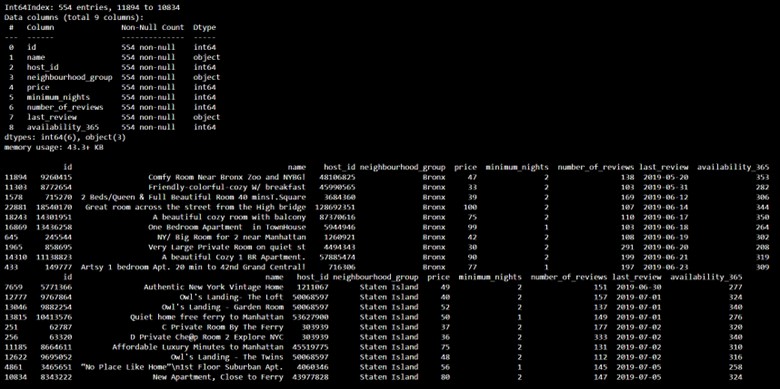 Int64Index: 554 entries, 11894 to 10834
Data columns (total 9 columns):
# Column Non-Null Count Dtype
--- ------ -------------- -----
0 id 554 non-null int64
1 name 554 non-null object
2 host_id 554 non-null int64
3 neighbourhood_group 554 non-null object
4 price 554 non-null int64
5 minimum_nights 554 non-null int64
6 number_of_reviews 554 non-null int64
7 last_review 554 non-null object
8 availability_365 554 non-null int64
dtypes: int64(6), object(3)
memory usage: 43.3+ KB
id name host_id neighbourhood_group price minimum_nights number_of_reviews last_review availability_365
11894 9260415 Comfy Room Near Bronx Zoo and NYBG! 48106825 Bronx 47 2 138 2019-05-20 353
11303 8772654 Friendly-colorful-cozy W/ breakfast 45990565 Bronx 33 2 103 2019-05-31 282
1578 715270 2 Beds/Queen & Full Beautiful Room 40 minsT.Square 3684360 Bronx 39 2 169 2019-06-12 306
22881 18540170 Great room across the street from the High bridge 128692351 Bronx 100 2 107 2019-06-14 344
18243 14301951 A beautiful cozy room with balcony 87370616 Bronx 75 2 110 2019-06-17 350
16869 13436258 One Bedroom Apartment in TownHouse 5944946 Bronx 99 1 103 2019-06-18 264
645 245544 NY/ Big Room for 2 near Manhattan 1260921 Bronx 42 2 108 2019-06-19 302
1965 858695 Very Large Private Room on quiet st 4494343 Bronx 30 2 291 2019-06-20 208
14310 11138823 A beautiful Cozy 1 BR Apartment. 57885474 Bronx 90 2 199 2019-06-21 319
433 149777 Artsy 1 bedroom Apt. 20 min to 42nd Grand Central! 716306 Bronx 77 1 197 2019-06-23 309
id name host_id neighbourhood_group price minimum_nights number_of_reviews last_review availability_365
7659 5771366 Authentic New York Vintage Home 1211067 Staten Island 49 2 151 2019-06-30 277
12777 9767864 Owl's Landing- The Loft 50068597 Staten Island 40 2 157 2019-07-01 324
13046 9882254 Owl's Landing - Garden Room 50068597 Staten Island 52 2 137 2019-07-01 340
13815 10413576 Quiet home free ferry to Manhattan 53627900 Staten Island 50 1 149 2019-07-01 276
251 62787 C Private Room By The Ferry 303939 Staten Island 37 2 177 2019-07-02 320
256 63320 D Private Che@p Room 2 Explore NYC 303939 Staten Island 36 2 182 2019-07-02 333
11185 8664611 Affordable Luxury Minutes to Manhattan 45519775 Staten Island 75 2 131 2019-07-02 310
12622 9695052 Owl's Landing - The Twins 50068597 Staten Island 48 2 112 2019-07-02 316
4861 3465651 "No Place Like Home"\n1st Floor Suburban Apt. 4060346 Staten Island 56 1 145 2019-07-05 258
10834 8343222 New Apartment, Close to Ferry 43977828 Staten Island 80 2 147 2019-07-05 324